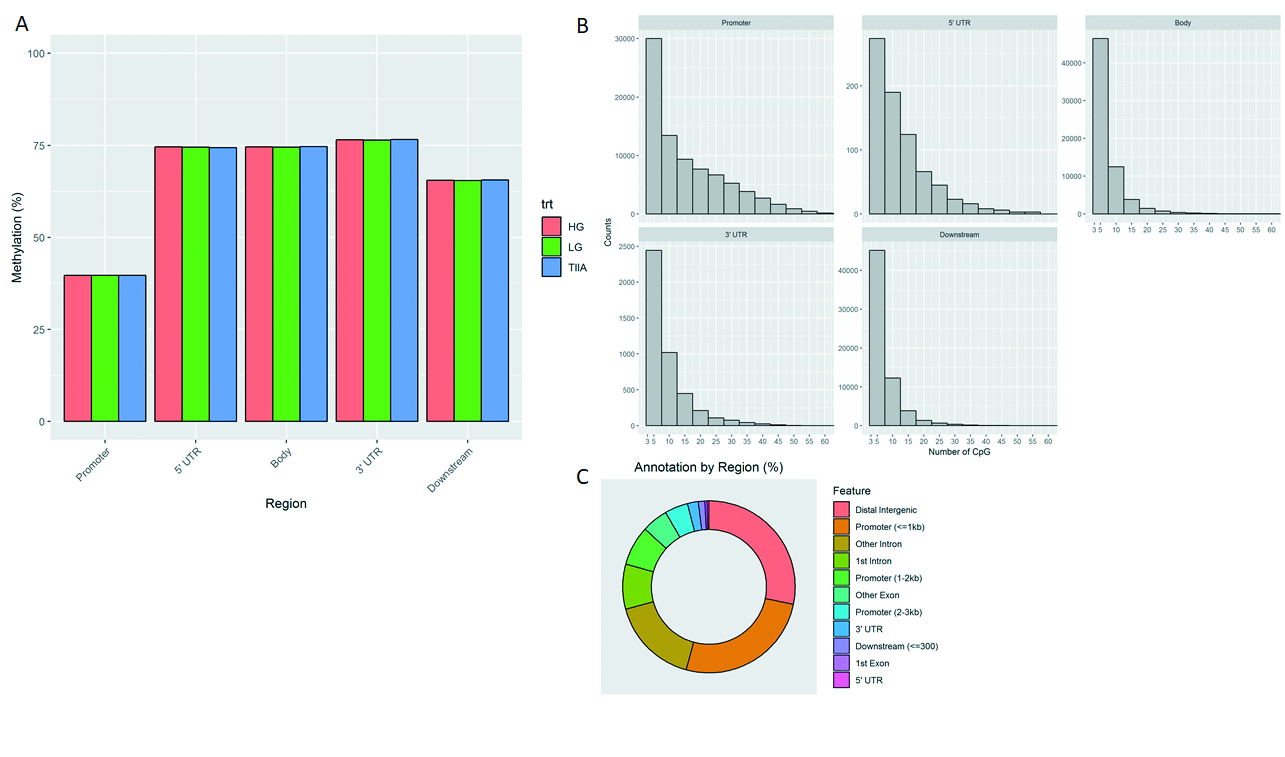 A
100
75
50
25
0
Methylation (%)
Promoter
5' UTR
Body
3' UTR
Downstream
Region
trt
HG
LG
TIIA
B
Promoter
5' UTR
Body
30000
20000
10000
0
200
100
0
40000
30000
20000
10000
0
3 5 10 15 20 25 30 35 40 45 50 55 60
Counts
3' UTR
Downstream
2500
2000
1500
1000
500
0
40000
30000
20000
10000
0
3 5 10 15 20 25 30 35 40 45 50 55 60
3 5 10 15 20 25 30 35 40 45 50 55 60
Number of CpG
C
Annotation by Region (%)
Feature
Distal Intergenic
Promoter (<=1kb)
Other Intron
1st Intron
Promoter (1-2kb)
Other Exon
Promoter (2-3kb)
3' UTR
Downstream (<=300)
1st Exon
5' UTR